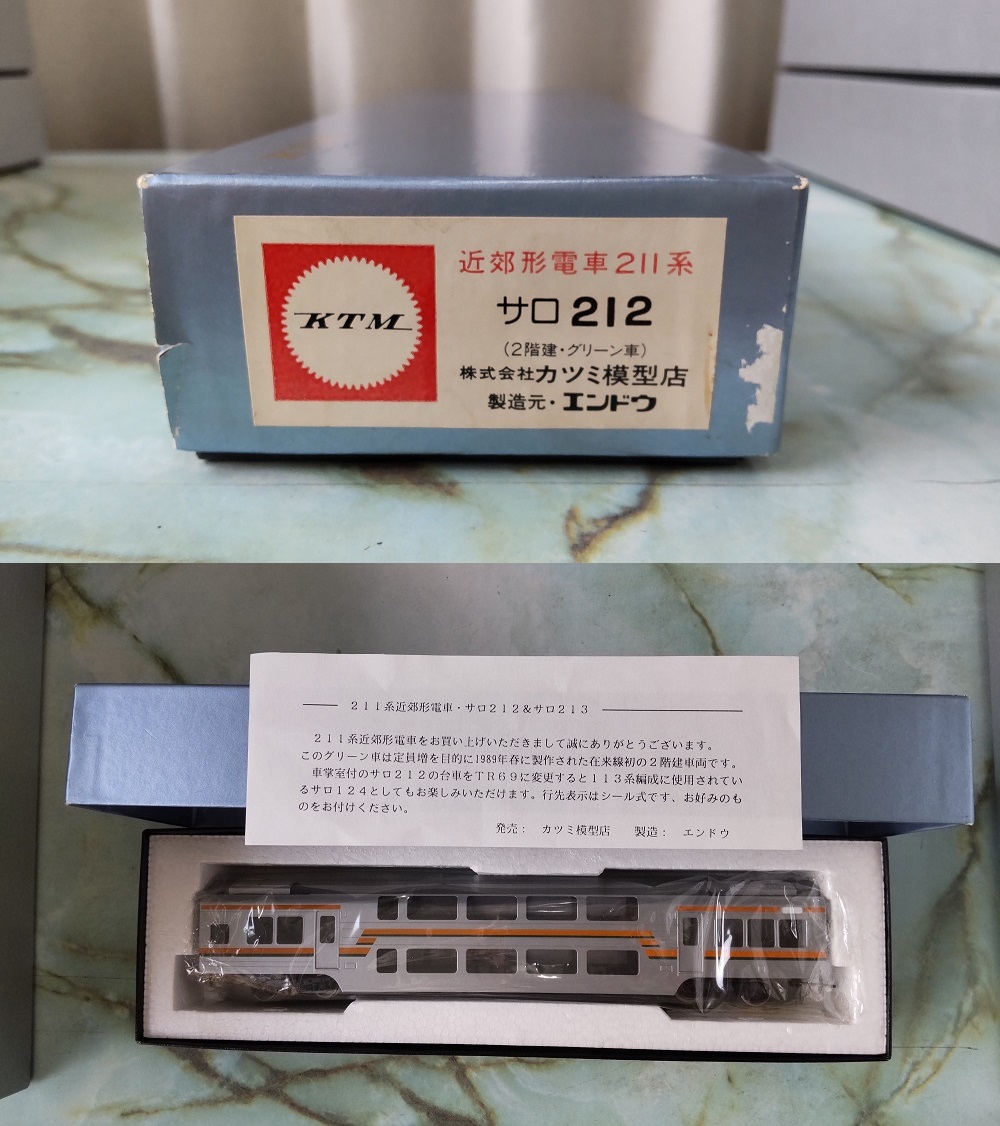 KTM
近郊形電車211系
サロ212
(2階建・グリーン車)
株式会社カツミ模型店
製造元・エンドウ
211系近郊形電車・サロ212&サロ213
211系近郊形電車をお買い上げいただきまして誠にありがとうございます。
このグリーン車は定員増を目的に1989年春に製作された在来線初の2階建車両です。
車掌室付のサロ212の台車をTR69に変更すると113系編成に使用されてい
るサロ124としてもお楽しみいただけます。行先表示はシール式です、お好みのも
のをお付けください。
発売: カツミ模型店 製造: エンドウ